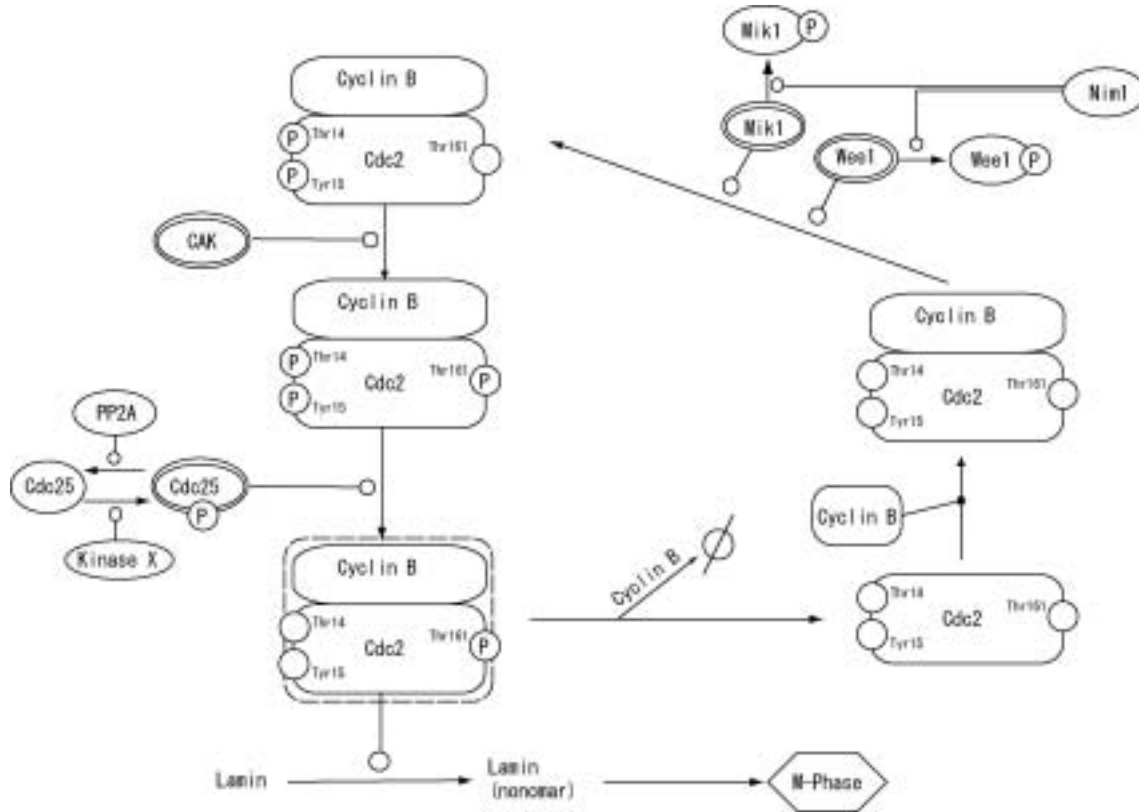 Mik1
P
Cyclin B
Nim1
Mik1
P
Thr14
Thr161
Cdc2
Wee1
Wee1
P
P
Tyr15
CAK
Cyclin B
Cyclin B
P
Thr14
Thr161
P
Cdc2
P
Tyr15
Thr14
Thr161
Cdc2
Tyr15
PP2A
Cdc25
Cdc25
P
Kinase X
Cyclin B
Cyclin B
Cyclin B
Thr14
Thr161
P
Cdc2
Tyr15
Thr14
Thr161
Cdc2
Tyr15
Lamin
Lamin
(nonomar)
M-Phase